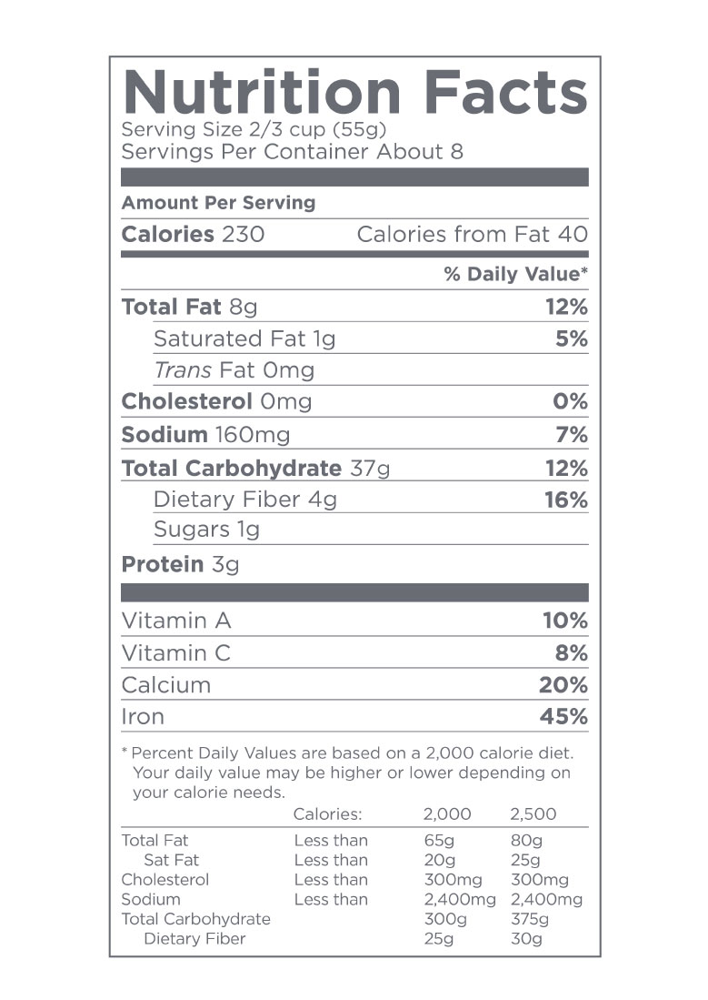 Nutrition Facts
Serving Size 2/3 cup (55g)
Servings Per Container About 8
Amount Per Serving
Calories 230 Calories from Fat 40
% Daily Value*
Total Fat 8g 12%
Saturated Fat 1g 5%
Trans Fat 0mg
Cholesterol 0mg 0%
Sodium 160mg 7%
Total Carbohydrate 37g 12%
Dietary Fiber 4g 16%
Sugars 1g
Protein 3g
Vitamin A 10%
Vitamin C 8%
Calcium 20%
Iron 45%
* Percent Daily Values are based on a 2,000 calorie diet.
Your daily value may be higher or lower depending on
your calorie needs.
Calories: 2,000 2,500
Total Fat Less than 65g 80g
Sat Fat Less than 20g 25g
Cholesterol Less than 300mg 300mg
Sodium Less than 2,400mg 2,400mg
Total Carbohydrate 300g 375g
Dietary Fiber 25g 30g